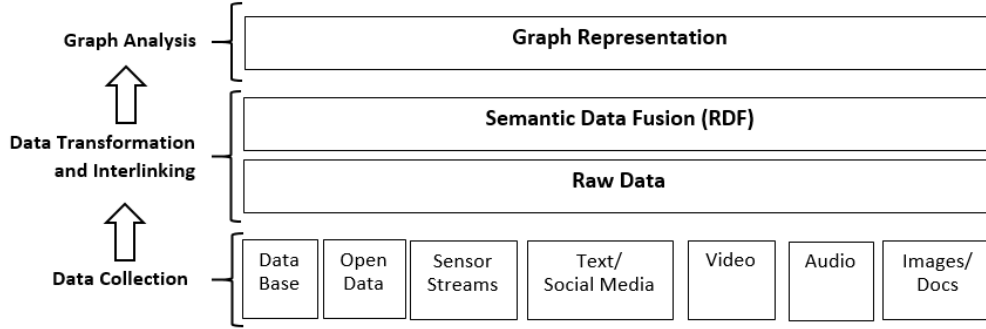 Graph Analysis
Graph Representation
Data Transformation
and Interlinking
Semantic Data Fusion (RDF)
Raw Data
Data Collection
Data
Base
Open
Data
Sensor
Streams
Text/
Social Media
Video
Audio
Images/
Docs